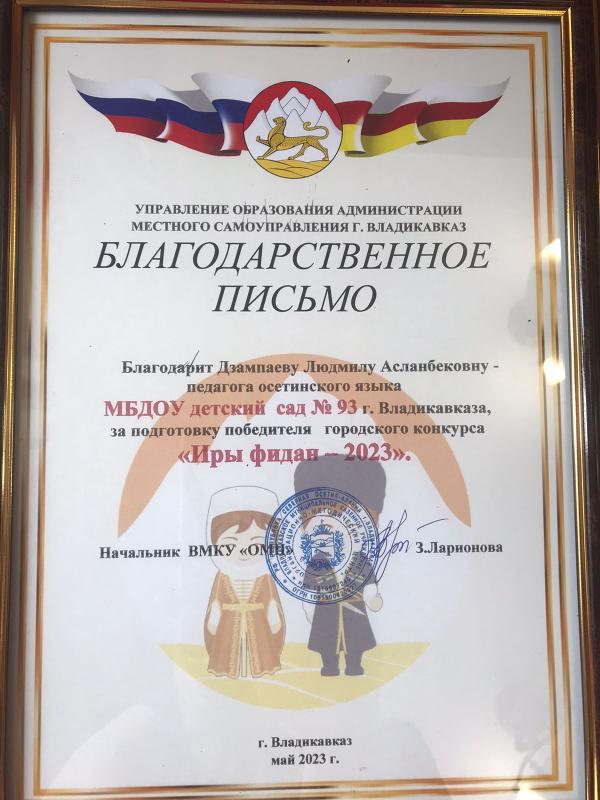 УПРАВЛЕНИЕ ОБРАЗОВАНИЯ АДМИНИСТРАЦИИ
МЕСТНОГО САМОУПРАВЛЕНИЯ Г. ВЛАДИКАВКАЗ
БЛАГОДАРСТВЕННОЕ
ПИСЬМО
Благодарит Дзампаеву Людмилу Асланбековну -
педагога осетинского языка
МБДОУ детский сад № 93 г. Владикавказа,
за подготовку победителя городского конкурса
«Иры фидан – 2023».
Начальник ВМКУ «ОМЦ»
З.Ларионова
г. Владикавказ
май 2023 г.